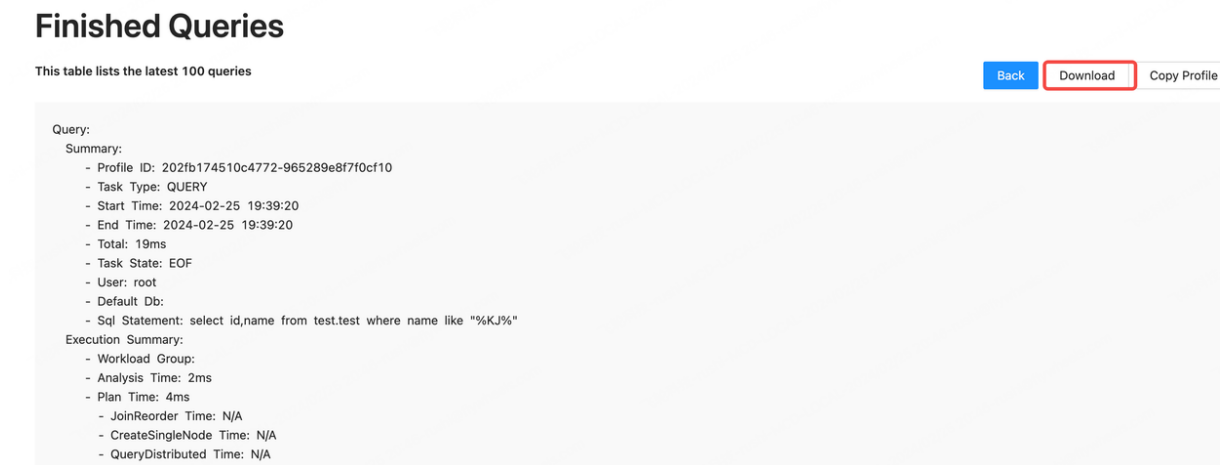 Finished Queries
This table lists the latest 100 queries
Back Download Copy Profile
Query:
Summary:
- Profile ID: 202fb174510c4772-965289e8f7f0cf10
- Task Type: QUERY
- Start Time: 2024-02-25 19:39:20
- End Time: 2024-02-25 19:39:20
- Total: 19ms
- Task State: EOF
- User: root
- Default Db:
- Sql Statement: select id,name from test.test where name like "%KJ%"
Execution Summary:
- Workload Group:
- Analysis Time: 2ms
- Plan Time: 4ms
- JoinReorder Time: N/A
- CreateSingleNode Time: N/A
- QueryDistributed Time: N/A